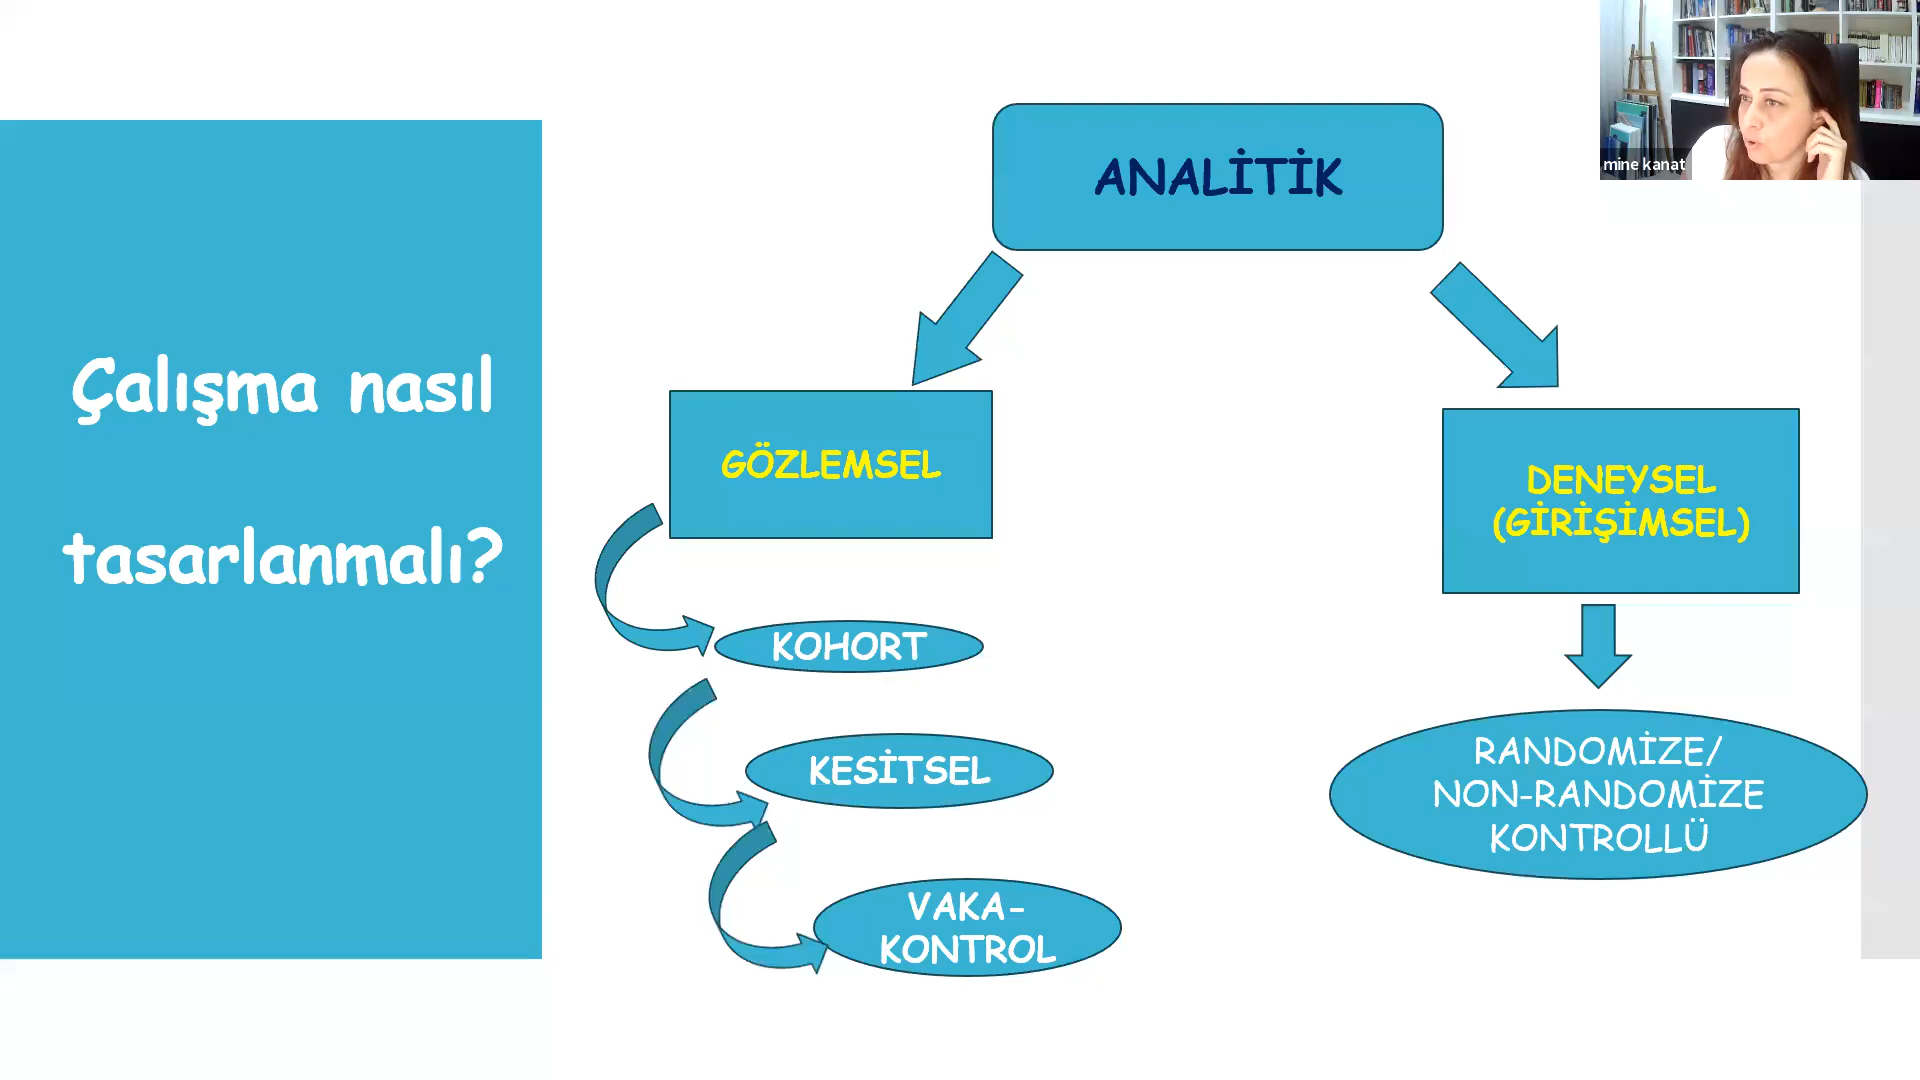 Çalışma nasıl
tasarlanmalı?
ANALİTİK
GÖZLEMSEL
KOHORT
KESİTSEL
VAKA-
KONTROL
DENEYSEL
(GİRİŞİMSEL)
RANDOMİZE/
NON-RANDOMİZE
KONTROLLÜ
mine kanat